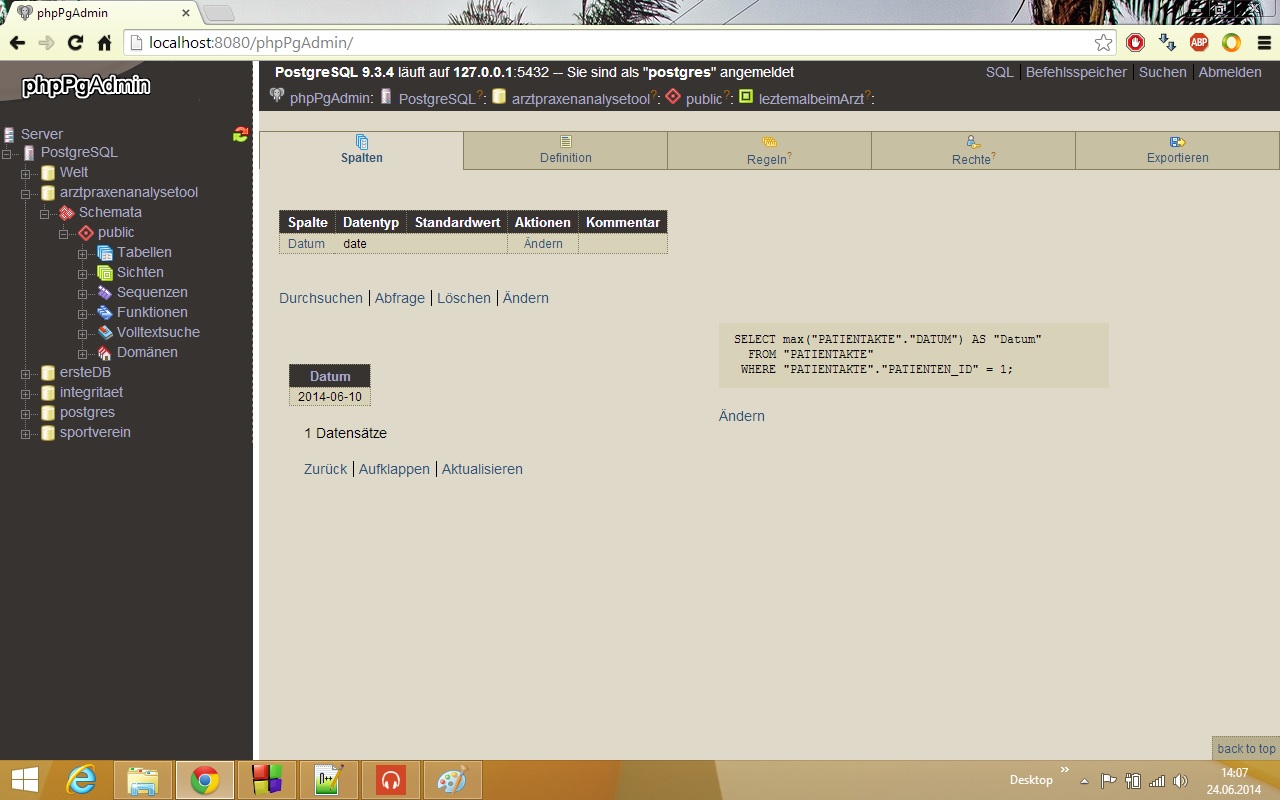 phpPgAdmin
localhost:8080/phpPgAdmin/
ABP
phpPgAdmin
Server
PostgreSQL
Welt
arztpraxenanalysetool
Schemata
public
Tabellen
Sichten
Sequenzen
Funktionen
Volltextsuche
Domänen
ersteDB
integritaet
postgres
sportverein
PostgreSQL 9.3.4 läuft auf 127.0.0.1:5432 -- Sie sind als "postgres" angemeldet
SQL Befehlsspeicher Suchen Abmelden
phpPgAdmin: PostgreSQL?: arztpraxenanalysetool?: public?: leztemalbeimArzt?:
Spalten Definition Regeln? Rechte? Exportieren
Spalte Datentyp Standardwert Aktionen Kommentar
Datum date Ändern
Durchsuchen Abfrage Löschen Ändern
Datum
2014-06-10
1 Datensätze
Zurück Aufklappen Aktualisieren
SELECT max("PATIENTAKTE"."DATUM") AS "Datum"
FROM "PATIENTAKTE"
WHERE "PATIENTAKTE"."PATIENTEN_ID" = 1;
Ändern
back to top
Desktop
14:07
24.06.2014